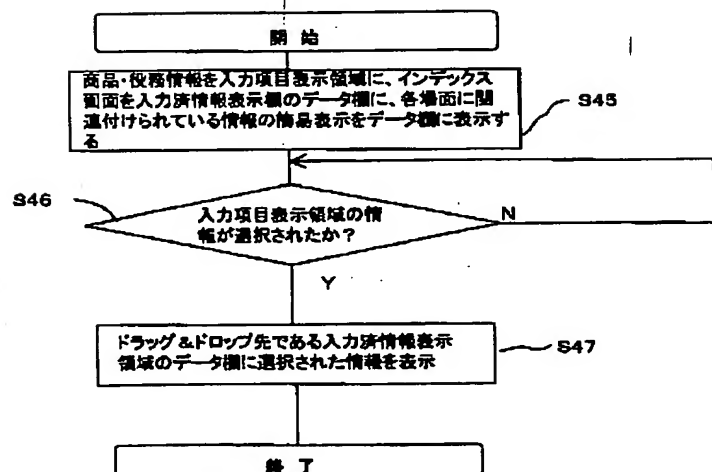 開 始
商品・役務情報を入力項目表示領域に、インデックス
画面を入力済情報表示欄のデータ欄に、各場面に関
連付けられている情報の簡易表示をデータ欄に表示す
る
S45
S46
入力項目表示領域の情
報が選択されたか？
N
Y
ドラッグ&ドロップ先である入力済情報表示
領域のデータ欄に選択された情報を表示
S47
終 了